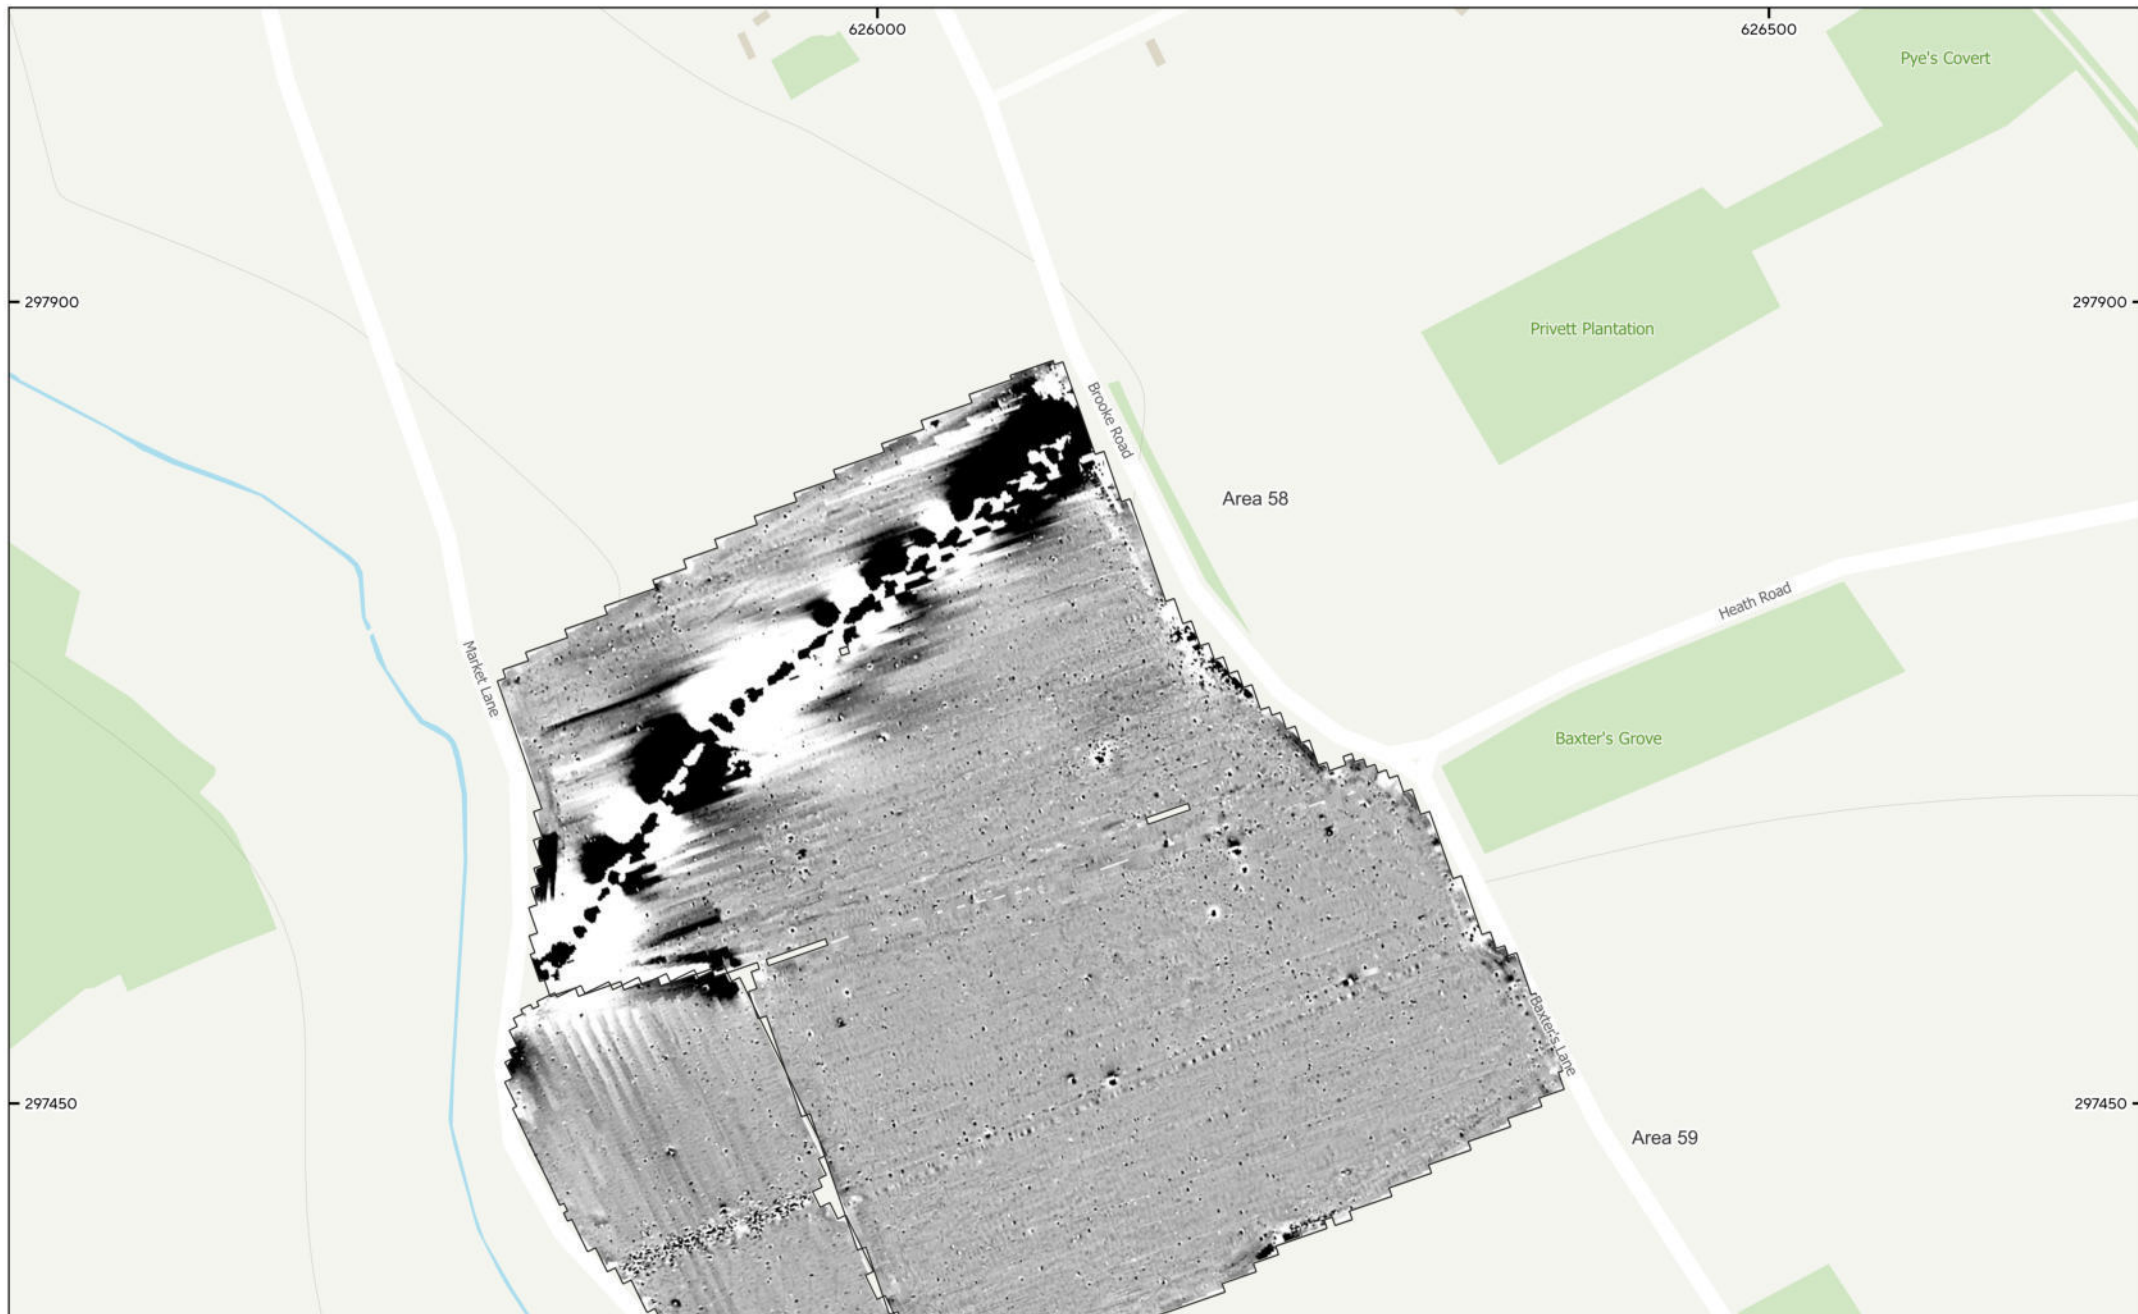 626000
626500
Pye's Covert
297900
297900
Privett Plantation
Brooke Road
Area 58
Heath Road
Market Lane
Baxter's Grove
Baxter's Lane
297450
297450
Area 59